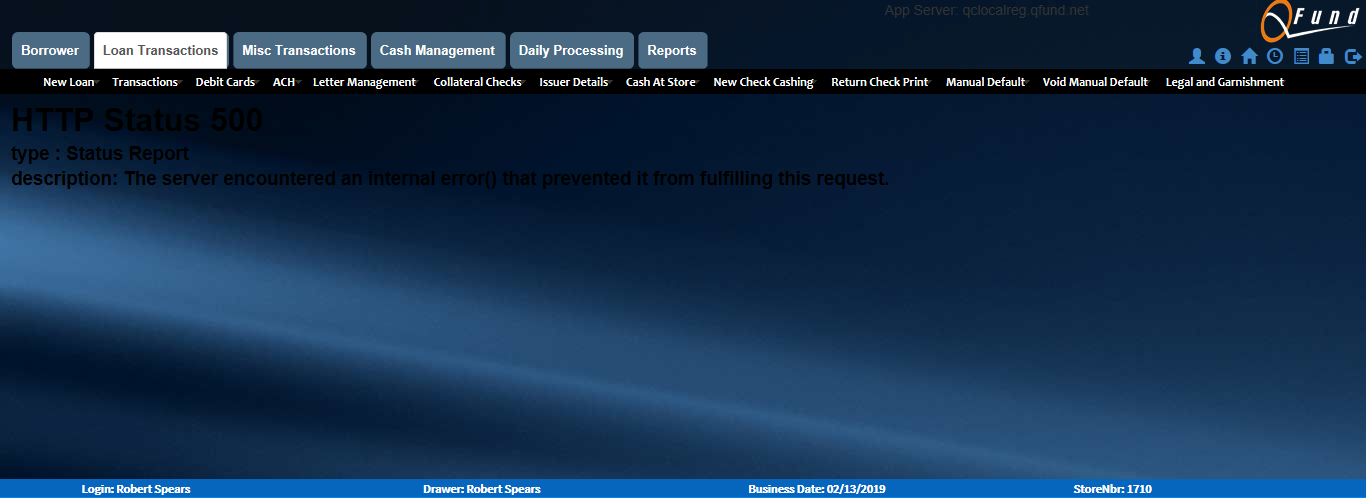 App Server: qclocalreg.qfund.net
QFund
Borrower Loan Transactions Misc Transactions Cash Management Daily Processing Reports
New Loan Transactions Debit Cards ACH Letter Management Collateral Checks Issuer Details Cash At Store New Check Cashing Return Check Print Manual Default Void Manual Default Legal and Garnishment
HTTP Status 500
type : Status Report
description: The server encountered an internal error() that prevented it from fulfilling this request.
Login: Robert Spears Drawer: Robert Spears Business Date: 02/13/2019 StoreNbr: 1710